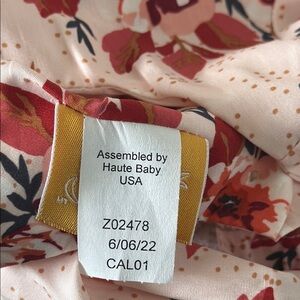 Assembled by
Haute Baby
USA
Z02478
6/06/22
CAL01